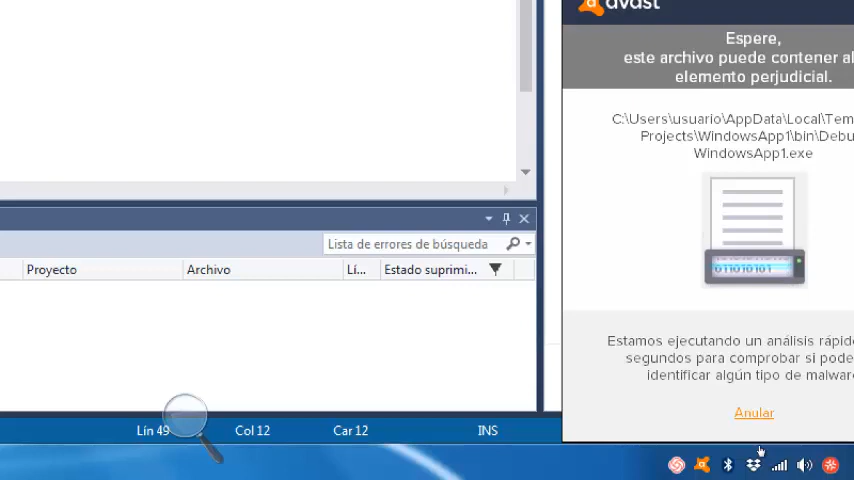 avast
Espere,
este archivo puede contener al
elemento perjudicial.
C:\Users\usuario\AppData\Local\Tem
Projects\WindowsApp1\bin\Debu
WindowsApp1.exe
Lista de errores de búsqueda
Proyecto
Archivo
Lí...
Estado suprimi...
Estamos ejecutando un análisis rápid
segundos para comprobar si pode
identificar algún tipo de malwar
Anular
Lín 49
Col 12
Car 12
INS